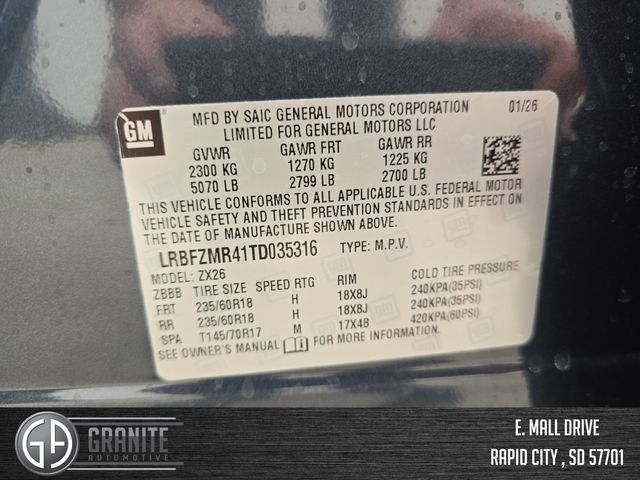 GM
MFD BY SAIC GENERAL MOTORS CORPORATION 01/26
LIMITED FOR GENERAL MOTORS LLC
GVWR GAWR FRT GAWR RR
2300 KG 1270 KG 1225 KG
5070 LB 2799 LB 2700 LB
THIS VEHICLE CONFORMS TO ALL APPLICABLE U.S. FEDERAL MOTOR
VEHICLE SAFETY AND THEFT PREVENTION STANDARDS IN EFFECT ON
THE DATE OF MANUFACTURE SHOWN ABOVE.
LRBFZMR41TD035316 TYPE: M.P.V.
MODEL: ZX26
ZBBB TIRE SIZE SPEED RTG RIM COLD TIRE PRESSURE
FRT 235/60R18 H 18X8J 240KPA(35PSI)
RR 235/60R18 H 18X8J 240KPA(35PSI)
SPA T145/70R17 M 17X4B 420KPA(60PSI)
SEE OWNER'S MANUAL FOR MORE INFORMATION.
GA GRANITE
AUTOMOTIVE
E. MALL DRIVE
RAPID CITY , SD 57701